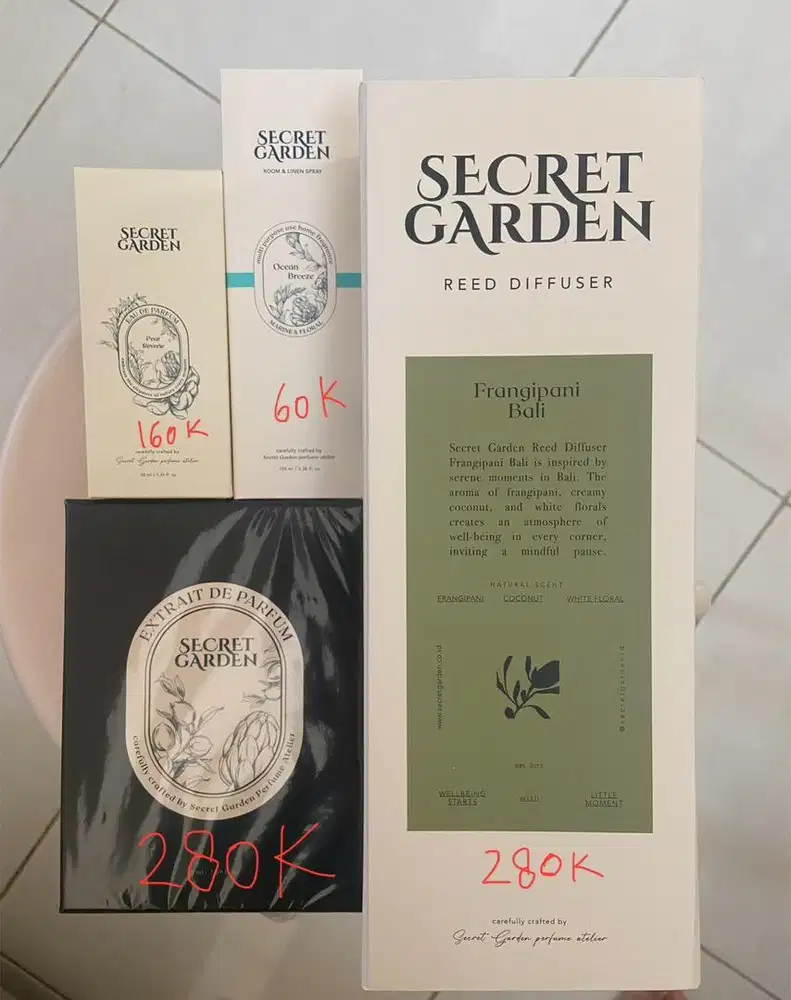 SECRET
GARDEN
EAU DE PARFUM
Pear
Reverie
160K
carefully crafted by
Secret Garden perfume atelier
SECRET
GARDEN
ROOM & LINEN SPRAY
multi purpose use home fragrance
Ocean
Breeze
MARINE & FLORAL
60K
carefully crafted by
Secret Garden perfume atelier
EXTRAIT DE PARFUM
SECRET
GARDEN
carefully crafted by Secret Garden Perfume Atelier
280K
SECRET
GARDEN
REED DIFFUSER
Frangipani
Bali
Secret Garden Reed Diffuser
Frangipani Bali is inspired by
serene moments in Bali. The
aroma of frangipani, creamy
coconut, and white florals
creates an atmosphere of
well-being in every corner,
inviting a mindful pause.
NATURAL SCENT
FRANGIPANI COCONUT WHITE FLORAL
www.secretgarden.co.id
@secretgardenid
WELLBEING
STARTS
LITTLE
MOMENT
280K
carefully crafted by
Secret Garden perfume atelier